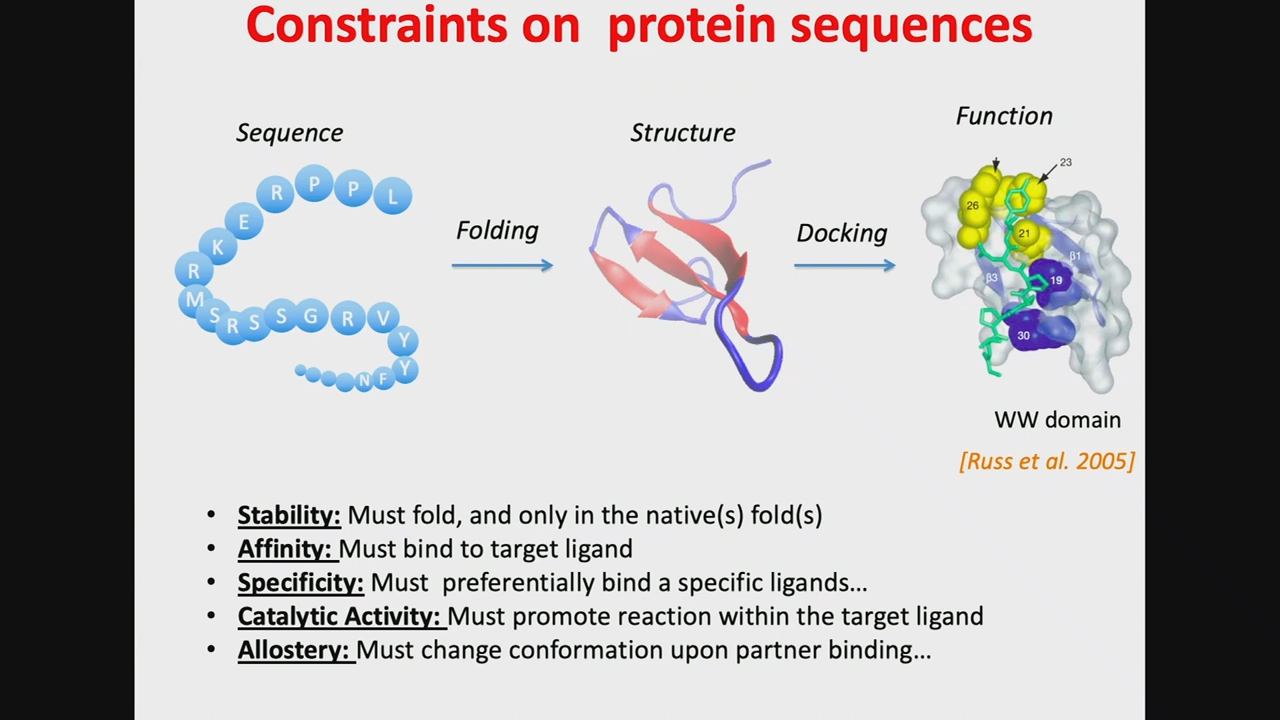 Constraints on  protein sequences
Sequence
Structure
Function
L
P
P
R
E
K
R
M
S
R
S
S
G
R
V
Y
Y
F
N
Folding
Docking
23
26
21
β1
β3
19
30
WW domain
[Russ et al. 2005]
• Stability: Must fold, and only in the native(s) fold(s)
• Affinity: Must bind to target ligand
• Specificity: Must  preferentially bind a specific ligands…
• Catalytic Activity: Must promote reaction within the target ligand
• Allostery: Must change conformation upon partner binding…